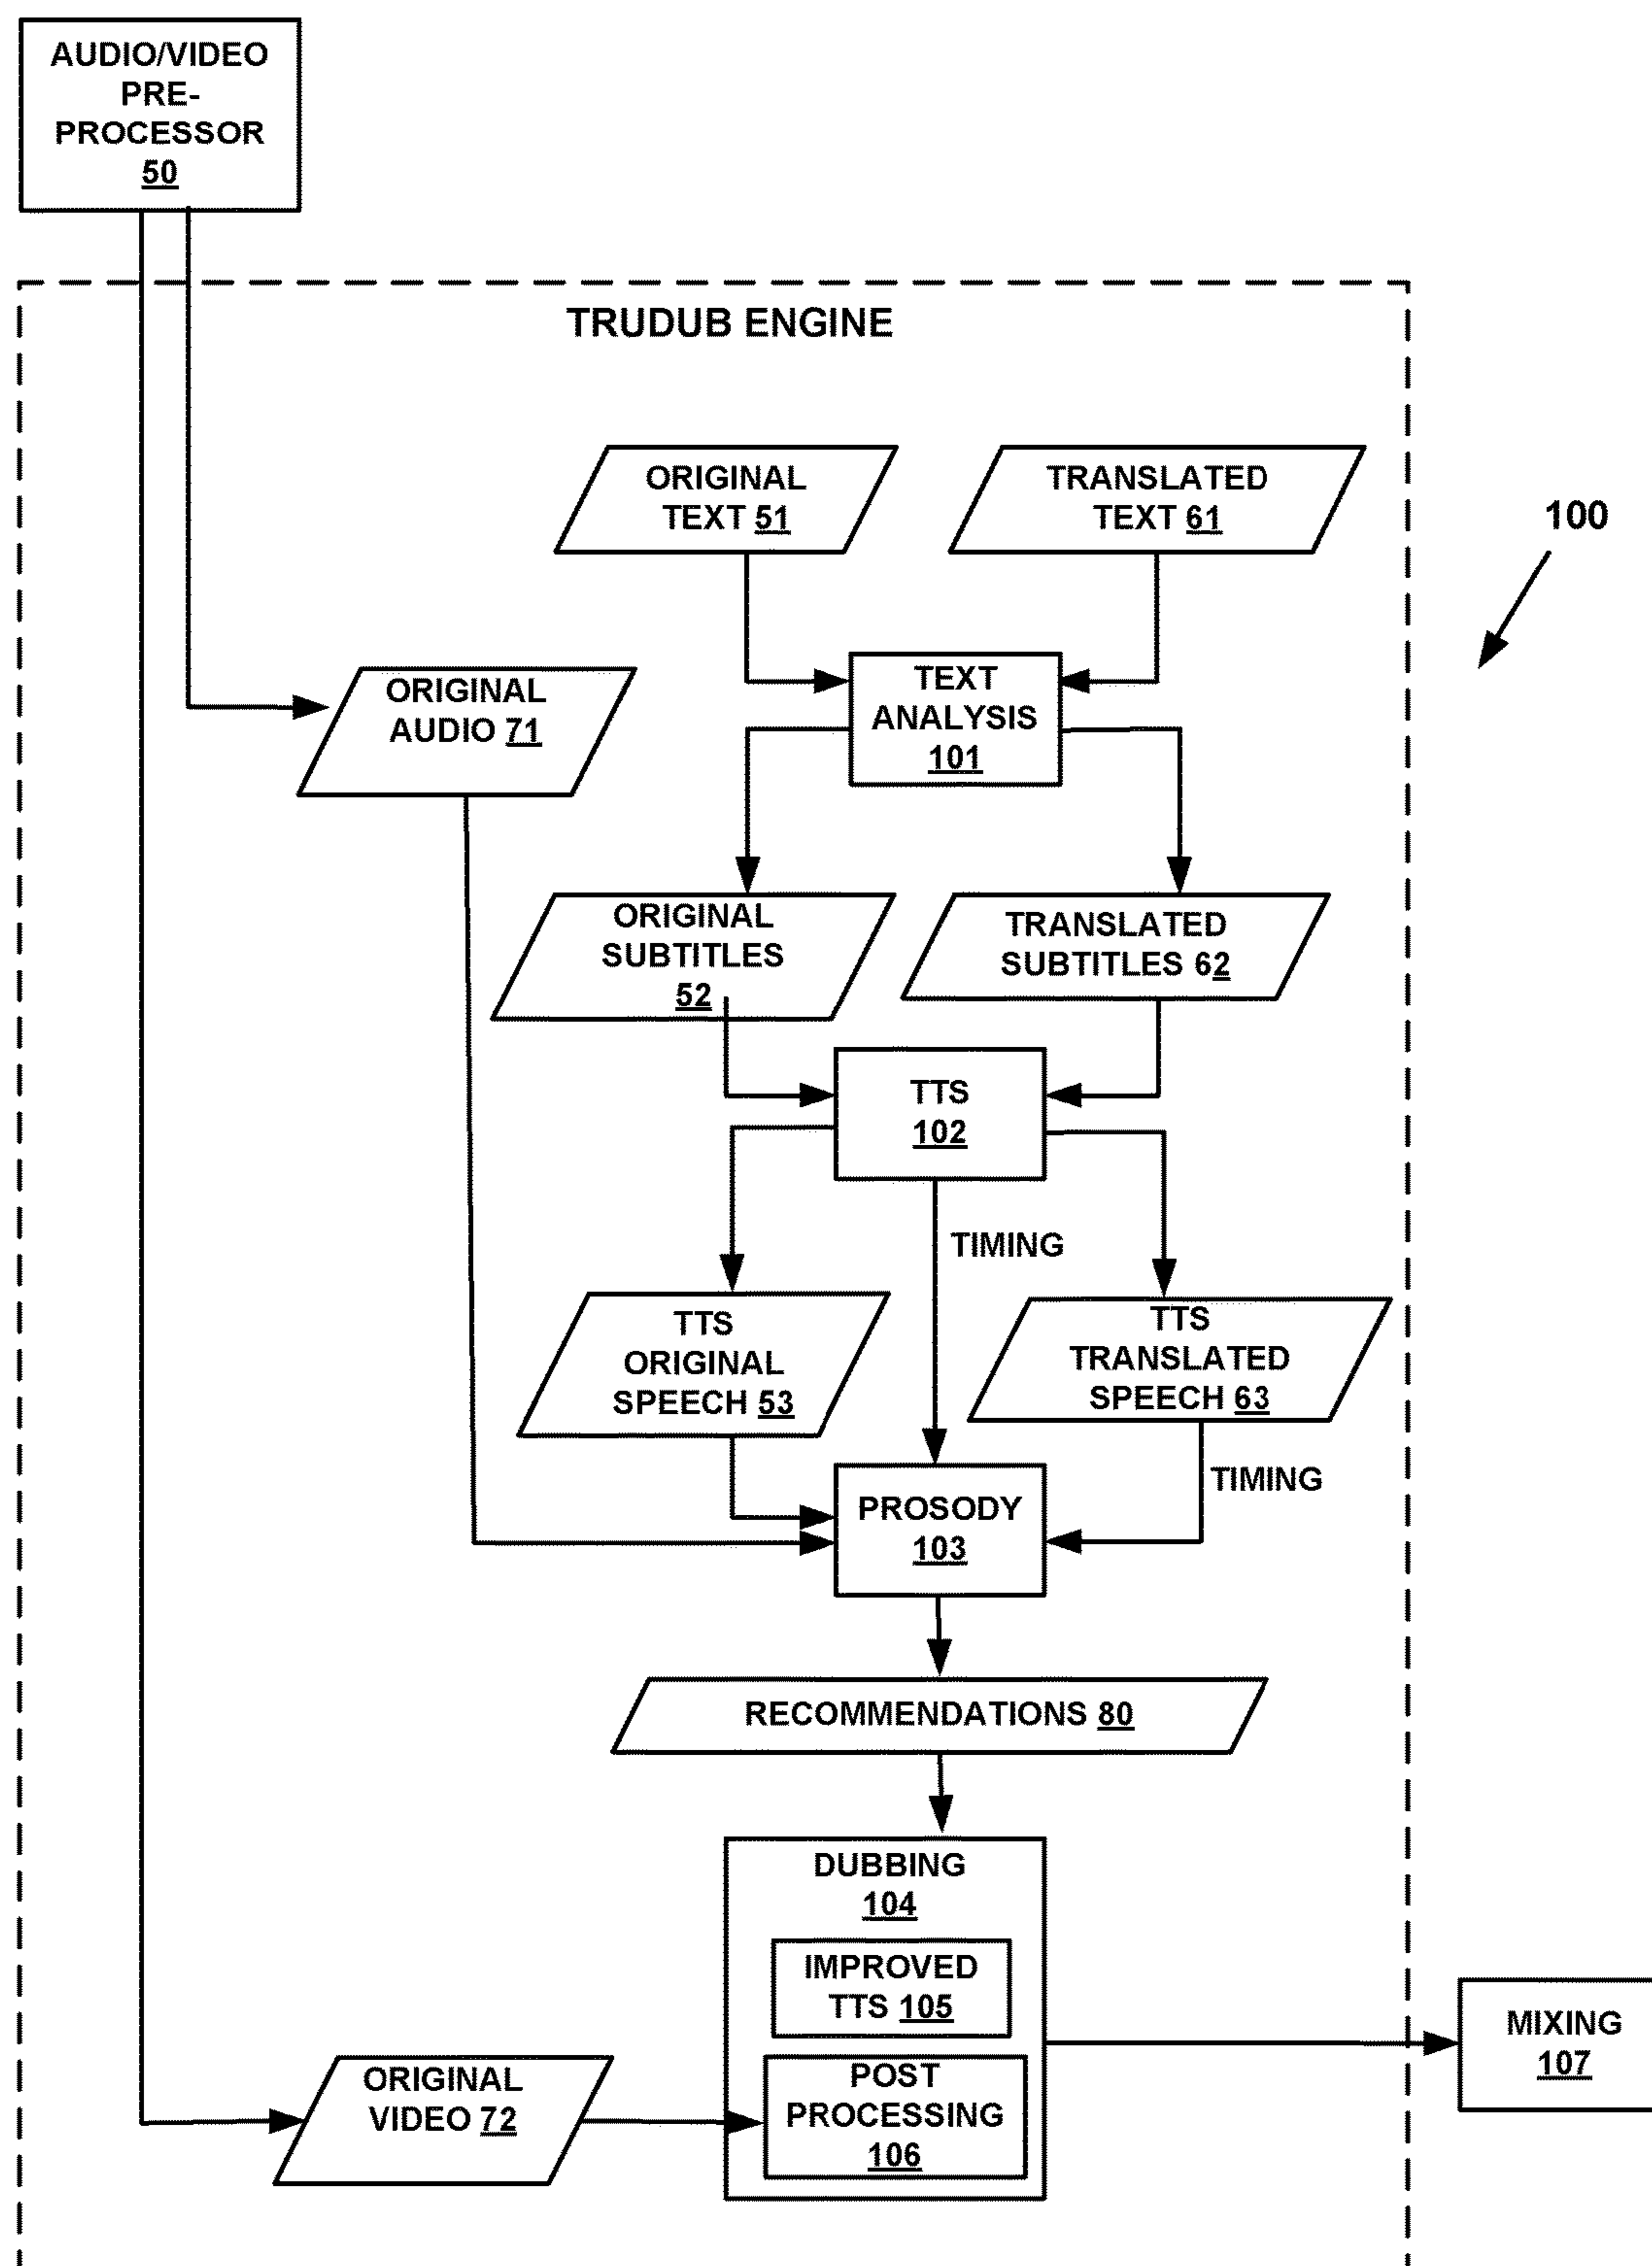 AUDIO/VIDEO
PRE-
PROCESSOR
50
TRUDUB ENGINE
ORIGINAL
TEXT 51
TRANSLATED
TEXT 61
100
TEXT
ANALYSIS
101
ORIGINAL
AUDIO 71
ORIGINAL
SUBTITLES
52
TRANSLATED
SUBTITLES 62
TTS
102
TIMING
TTS
ORIGINAL
SPEECH 53
TTS
TRANSLATED
SPEECH 63
TIMING
PROSODY
103
RECOMMENDATIONS 80
DUBBING
104
IMPROVED
TTS 105
POST
PROCESSING
106
ORIGINAL
VIDEO 72
MIXING
107